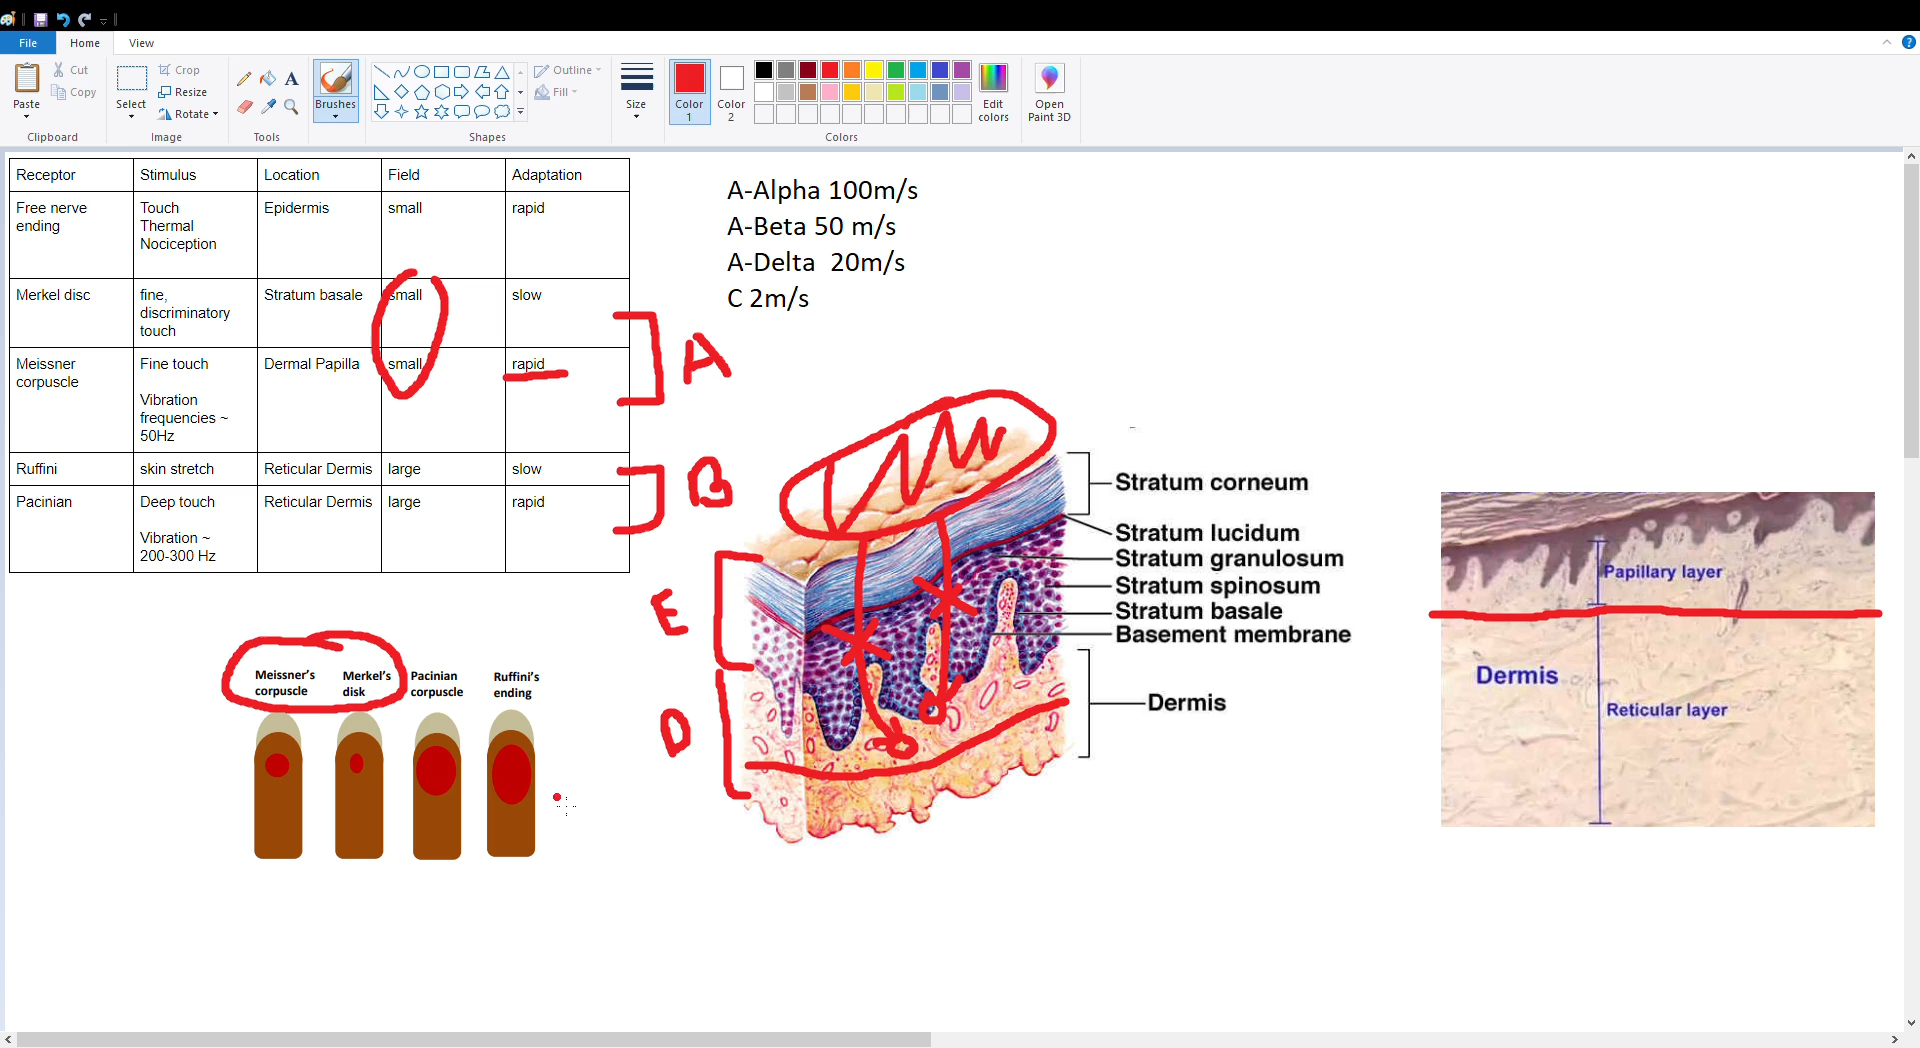 File
Home
View
Paste
Cut
Copy
Clipboard
Select
Crop
Resize
Rotate
Image
Tools
Brushes
Shapes
Outline
Fill
Size
Color
1
Color
2
Edit
colors
Colors
Open
Paint 3D
Receptor Stimulus Location Field Adaptation
Free nerve
ending
Touch
Thermal
Nociception
Epidermis
small
rapid
Merkel disc
fine,
discriminatory
touch
Stratum basale
small
slow
Meissner
corpuscle
Fine touch
Vibration
frequencies ~
50Hz
Dermal Papilla
small
rapid
Ruffini
skin stretch
Reticular Dermis
large
slow
Pacinian
Deep touch
Vibration ~
200-300 Hz
Reticular Dermis
large
rapid
A
B
A-Alpha 100m/s
A-Beta 50 m/s
A-Delta  20m/s
C 2m/s
E
D
Stratum corneum
Stratum lucidum
Stratum granulosum
Stratum spinosum
Stratum basale
Basement membrane
Dermis
Papillary layer
Dermis
Reticular layer
Meissner's
corpuscle
Merkel's
disk
Pacinian
corpuscle
Ruffini's
ending